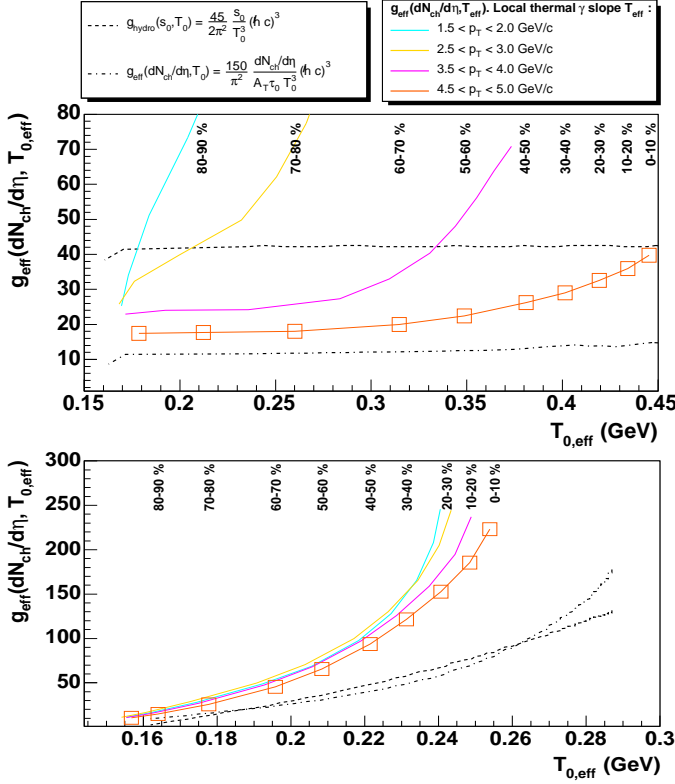 g_hydro(s_0,T_0) = 45/2π² s_0/T_0³ (ħ c)³
g_eff(dN_ch/dη,T_0) = 150/π² dN_ch/dη / A_T τ_0 T_0³ (ħ c)³
g_eff(dN_ch/dη,T_eff). Local thermal γ slope T_eff :
1.5 < p_T < 2.0 GeV/c
2.5 < p_T < 3.0 GeV/c
3.5 < p_T < 4.0 GeV/c
4.5 < p_T < 5.0 GeV/c
g_eff(dN_ch/dη, T_0,eff)
80
70
60
50
40
30
20
10
80-90 %
70-80 %
60-70 %
50-60 %
40-50 %
30-40 %
20-30 %
10-20 %
0-10 %
0.15 0.2 0.25 0.3 0.35 0.4 0.45
T_0,eff (GeV)
g_eff(dN_ch/dη, T_0,eff)
300
250
200
150
100
50
80-90 %
70-80 %
60-70 %
50-60 %
40-50 %
30-40 %
20-30 %
10-20 %
0-10 %
0.16 0.18 0.2 0.22 0.24 0.26 0.28 0.3
T_0,eff (GeV)